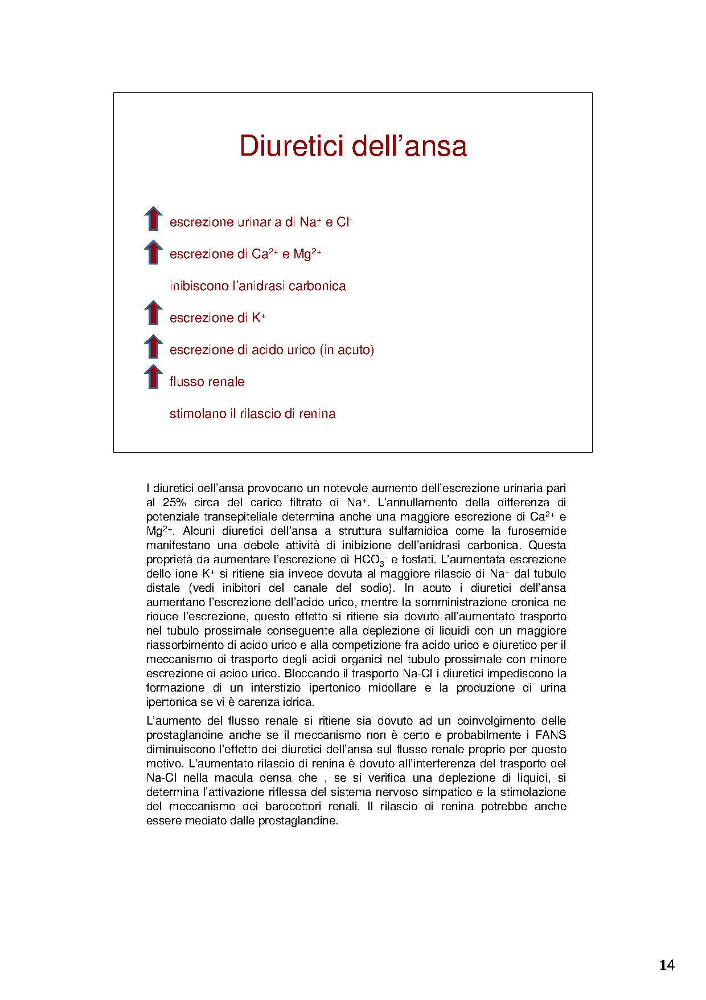 Diuretici dell’ansa
escrezione urinaria di Na⁺ e Cl⁻
escrezione di Ca²⁺ e Mg²⁺
inibiscono l’anidrasi carbonica
escrezione di K⁺
escrezione di acido urico (in acuto)
flusso renale
stimolano il rilascio di renina
I diuretici dell’ansa provocano un notevole aumento dell’escrezione urinaria pari
al 25% circa del carico filtrato di Na⁺. L’annullamento della differenza di
potenziale transepiteliale determina anche una maggiore escrezione di Ca²⁺ e
Mg²⁺. Alcuni diuretici dell’ansa a struttura sulfamidica come la furosemide
manifestano una debole attività di inibizione dell’anidrasi carbonica. Questa
proprietà da aumentare l’escrezione di HCO₃⁻ e fosfati. L’aumentata escrezione
dello ione K⁺ si ritiene sia invece dovuta al maggiore rilascio di Na⁺ dal tubulo
distale (vedi inibitori del canale del sodio). In acuto i diuretici dell’ansa
aumentano l’escrezione dell’acido urico, mentre la somministrazione cronica ne
riduce l’escrezione, questo effetto si ritiene sia dovuto all’aumentato trasporto
nel tubulo prossimale conseguente alla deplezione di liquidi con un maggiore
riassorbimento di acido urico e alla competizione fra acido urico e diuretico per il
meccanismo di trasporto degli acidi organici nel tubulo prossimale con minore
escrezione di acido urico. Bloccando il trasporto Na-Cl i diuretici impediscono la
formazione di un interstizio ipertonico midollare e la produzione di urina
ipertonica se vi è carenza idrica.
L’aumento del flusso renale si ritiene sia dovuto ad un coinvolgimento delle
prostaglandine anche se il meccanismo non è certo e probabilmente i FANS
diminuiscono l’effetto dei diuretici dell’ansa sul flusso renale proprio per questo
motivo. L’aumentato rilascio di renina è dovuto all’interferenza del trasporto del
Na-Cl nella macula densa che , se si verifica una deplezione di liquidi, si
determina l’attivazione riflessa del sistema nervoso simpatico e la stimolazione
del meccanismo dei barocettori renali. Il rilascio di renina potrebbe anche
essere mediato dalle prostaglandine.
14